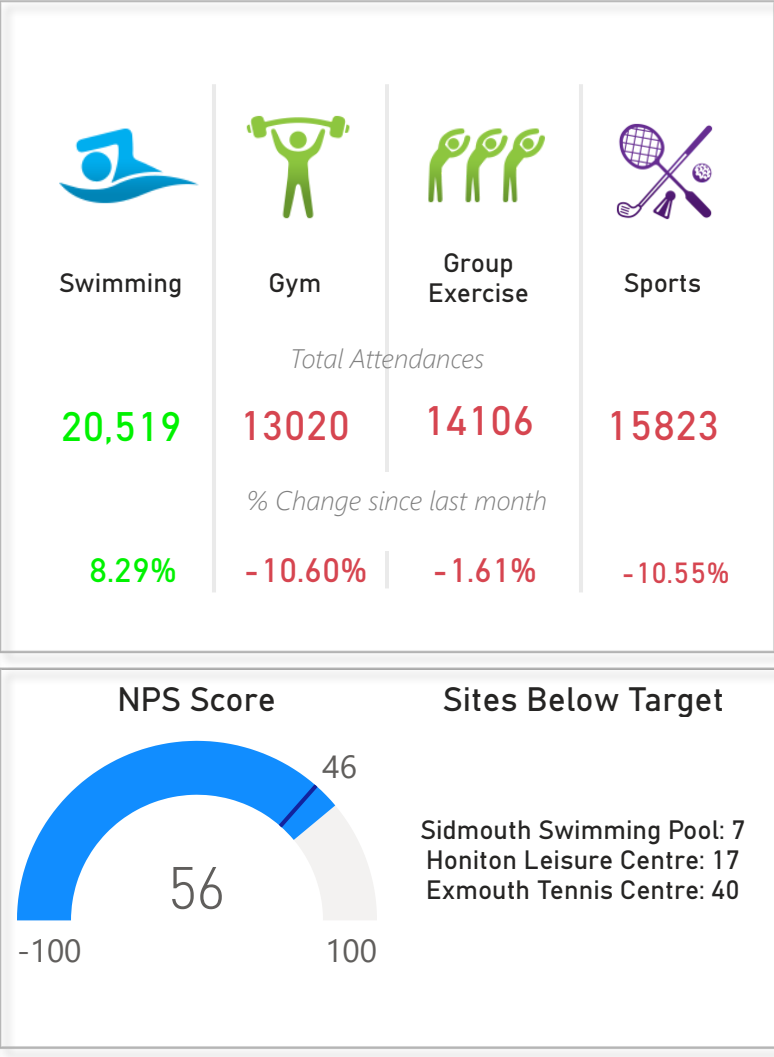 Swimming
Gym
Group
Exercise
Sports
Total Attendances
20,519
13020
14106
15823
% Change since last month
8.29%
-10.60%
-1.61%
-10.55%
NPS Score
46
56
-100
100
Sites Below Target
Sidmouth Swimming Pool: 7
Honiton Leisure Centre: 17
Exmouth Tennis Centre: 40